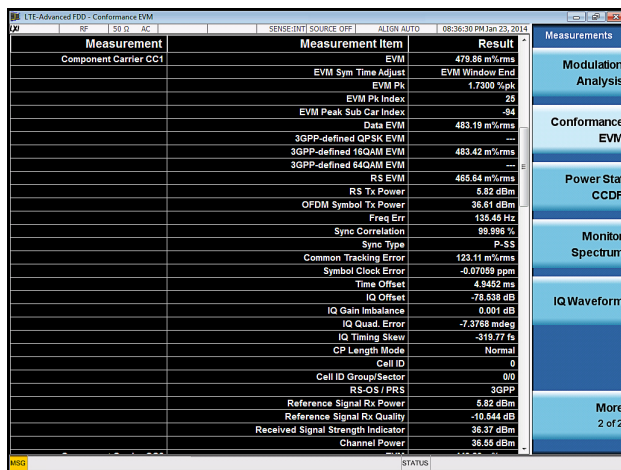 LTE-Advanced FDD - Conformance EVM
LXI RF 50 Ω AC SENSE:INT SOURCE OFF ALIGN AUTO 08:36:30 PM Jan 23, 2014
Measurements
Measurement Measurement Item Result
Component Carrier CC1 EVM 479.86 m%rms
EVM Sym Time Adjust EVM Window End
EVM Pk 1.7300 %pk
EVM Pk Index 25
EVM Peak Sub Car Index -94
Data EVM 483.19 m%rms
3GPP-defined QPSK EVM ---
3GPP-defined 16QAM EVM 483.42 m%rms
3GPP-defined 64QAM EVM ---
RS EVM 465.64 m%rms
RS Tx Power 5.82 dBm
OFDM Symbol Tx Power 36.61 dBm
Freq Err 135.45 Hz
Sync Correlation 99.996 %
Sync Type P-SS
Common Tracking Error 123.11 m%rms
Symbol Clock Error -0.07059 ppm
Time Offset 4.9452 ms
IQ Offset -78.538 dB
IQ Gain Imbalance 0.001 dB
IQ Quad. Error -7.3768 mdeg
IQ Timing Skew -319.77 fs
CP Length Mode Normal
Cell ID 0
Cell ID Group/Sector 0/0
RS-OS / PRS 3GPP
Reference Signal Rx Power 5.82 dBm
Reference Signal Rx Quality -10.544 dB
Received Signal Strength Indicator 36.37 dBm
Channel Power 36.55 dBm
Modulation
Analysis
Conformance
EVM
Power Stat
CCDF
Monitor
Spectrum
IQ Waveform
More
2 of 2
MSG STATUS